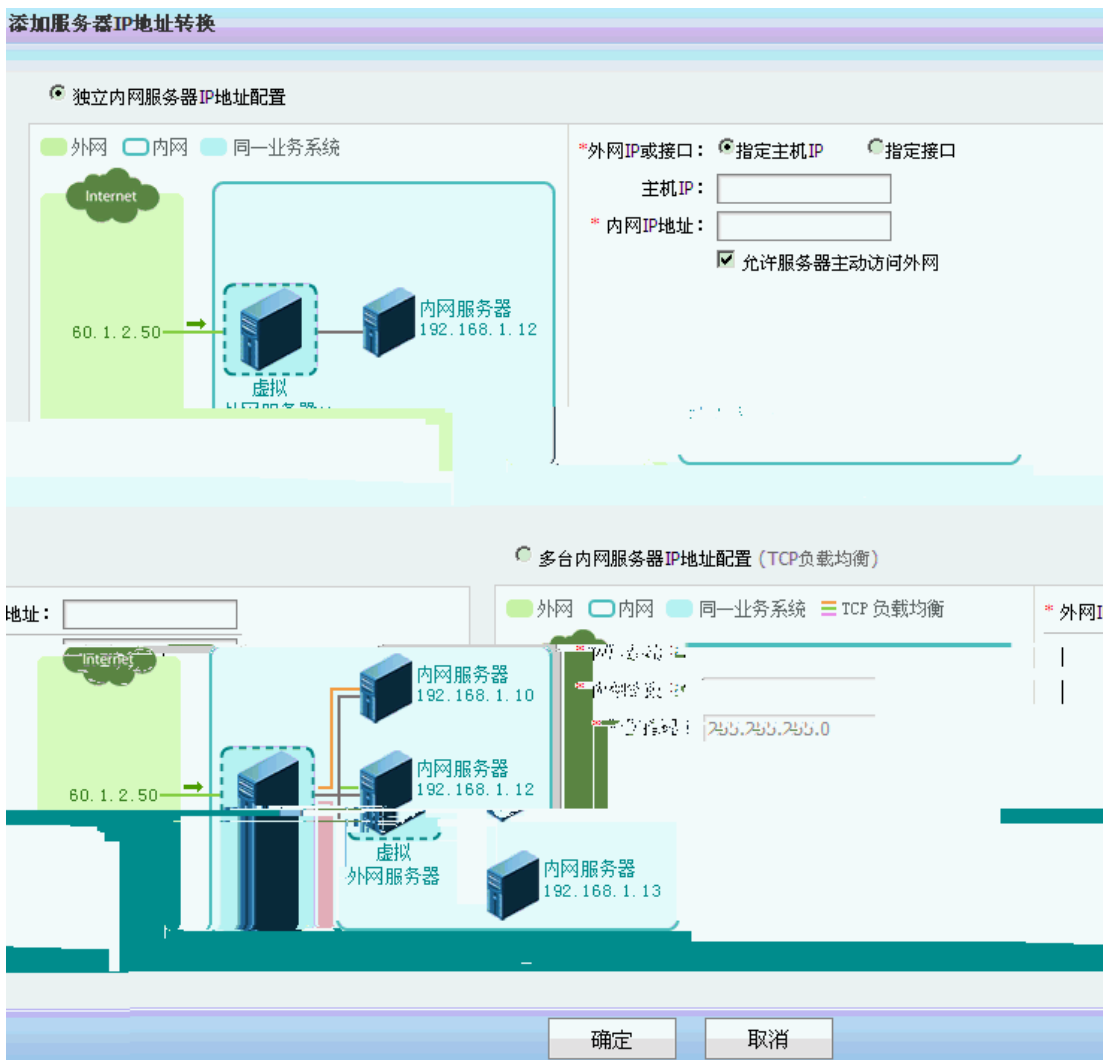 添加服务器IP地址转换
独立内网服务器IP地址配置
外网 内网 同一业务系统
Internet
60.1.2.50
虚拟
内网服务器
192.168.1.12
*外网IP或接口： 指定主机IP 指定接口
主机IP：
* 内网IP地址：
允许服务器主动访问外网
多台内网服务器IP地址配置 (TCP负载均衡)
地址：
外网 内网 同一业务系统 TCP 负载均衡
* 外网I
Internet
内网服务器
192.168.1.10
255.255.255.0
内网服务器
192.168.1.12
60.1.2.50
虚拟
外网服务器
内网服务器
192.168.1.13
确定 取消